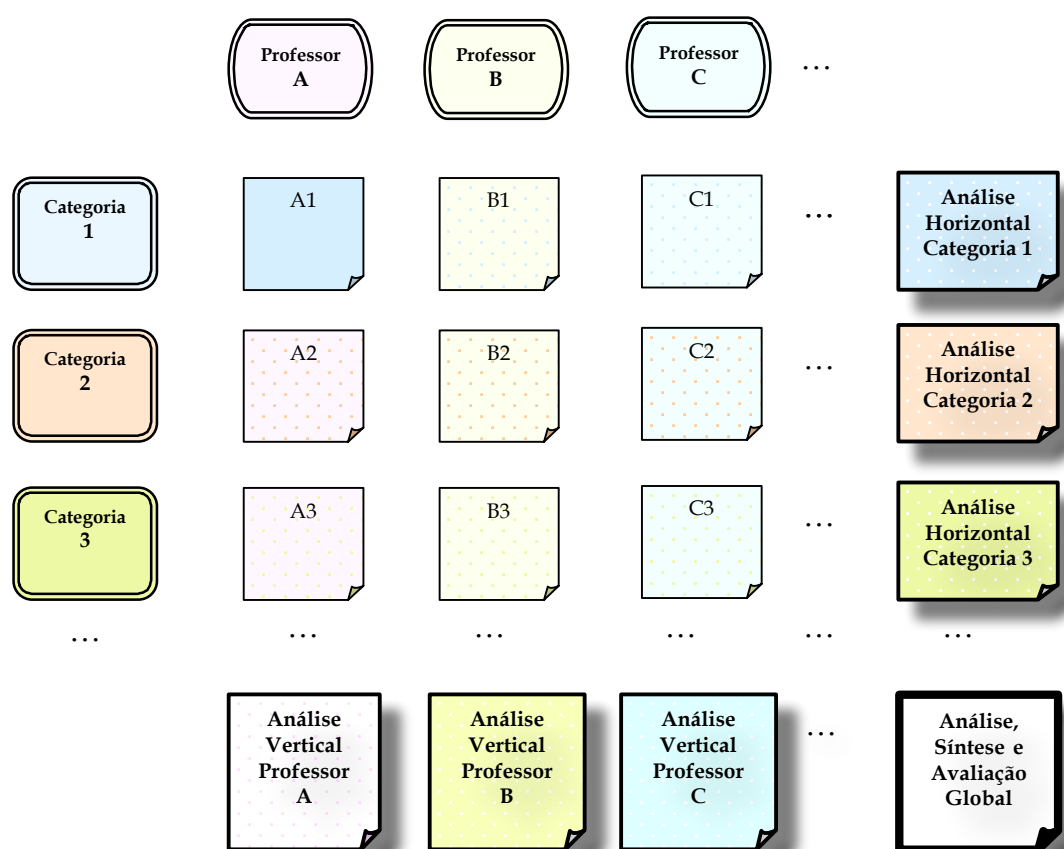 Professor
A
Professor
B
Professor
C
...
Categoria
1
A1
B1
C1
...
Análise
Horizontal
Categoria 1
Categoria
2
A2
B2
C2
...
Análise
Horizontal
Categoria 2
Categoria
3
A3
B3
C3
...
Análise
Horizontal
Categoria 3
...
...
...
...
...
...
Análise
Vertical
Professor
A
Análise
Vertical
Professor
B
Análise
Vertical
Professor
C
...
Análise,
Síntese e
Avaliação
Global